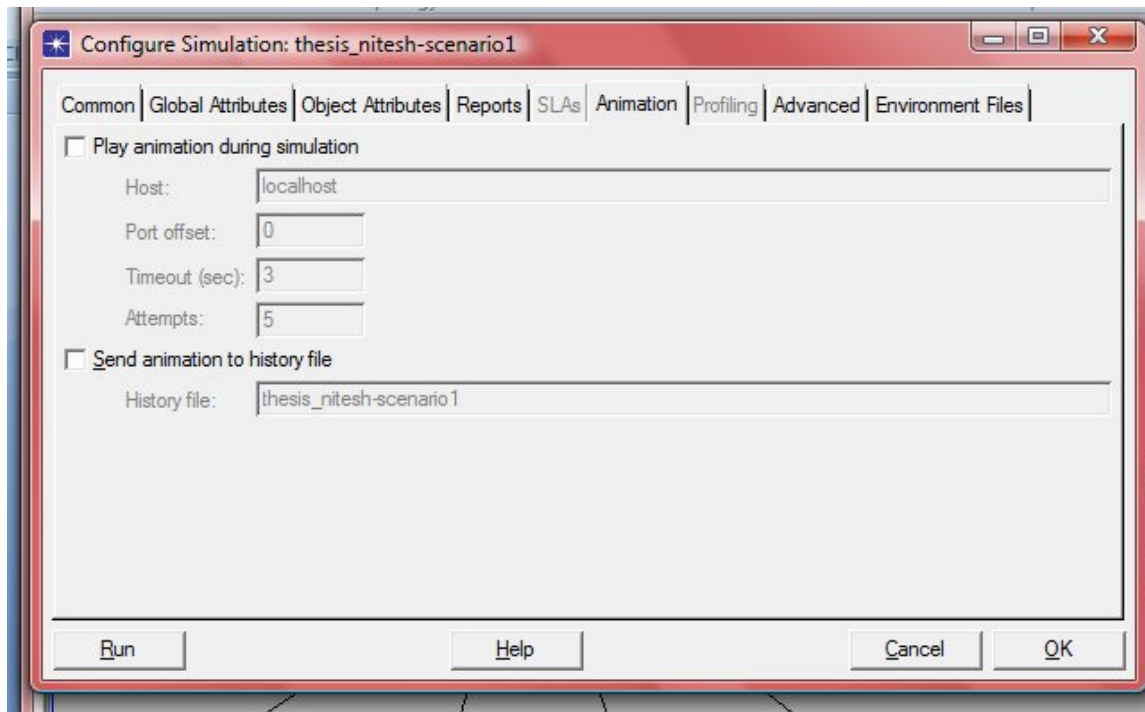 Configure Simulation: thesis_nitesh-scenario1
Common Global Attributes Object Attributes Reports SLAs Animation Profiling Advanced Environment Files
Play animation during simulation
Host: localhost
Port offset: 0
Timeout (sec): 3
Attempts: 5
Send animation to history file
History file: thesis_nitesh-scenario1
Run Help Cancel OK